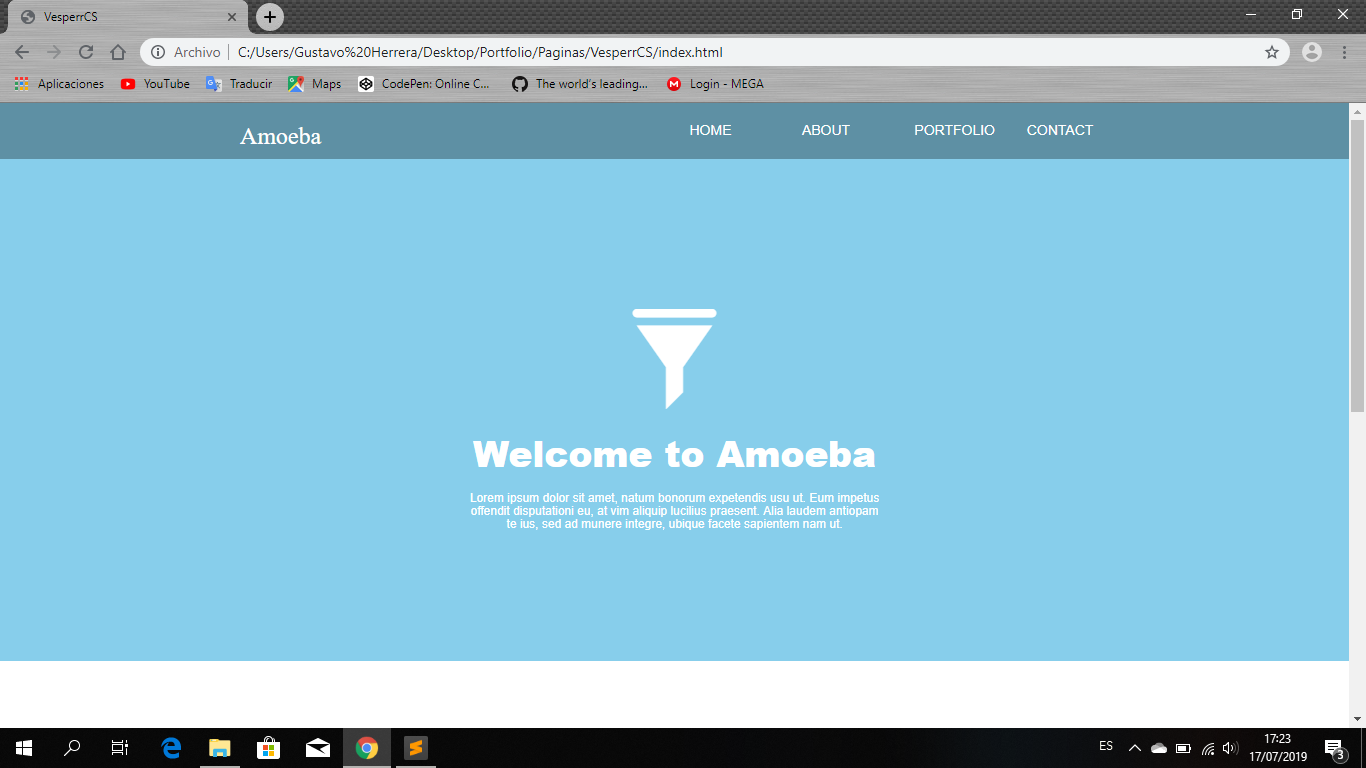 VesperrCS
Archivo C:/Users/Gustavo%20Herrera/Desktop/Portfolio/Paginas/VesperrCS/index.html
Aplicaciones YouTube Traducir Maps CodePen: Online C... The world's leading... Login - MEGA
Amoeba HOME ABOUT PORTFOLIO CONTACT
Welcome to Amoeba
Lorem ipsum dolor sit amet, natum bonorum expetendis usu ut. Eum impetus
offendit disputationi eu, at vim aliquip lucilius praesent. Alia laudem antiopam
te ius, sed ad munere integre, ubique facete sapientem nam ut.
ES 17:23
17/07/2019 3